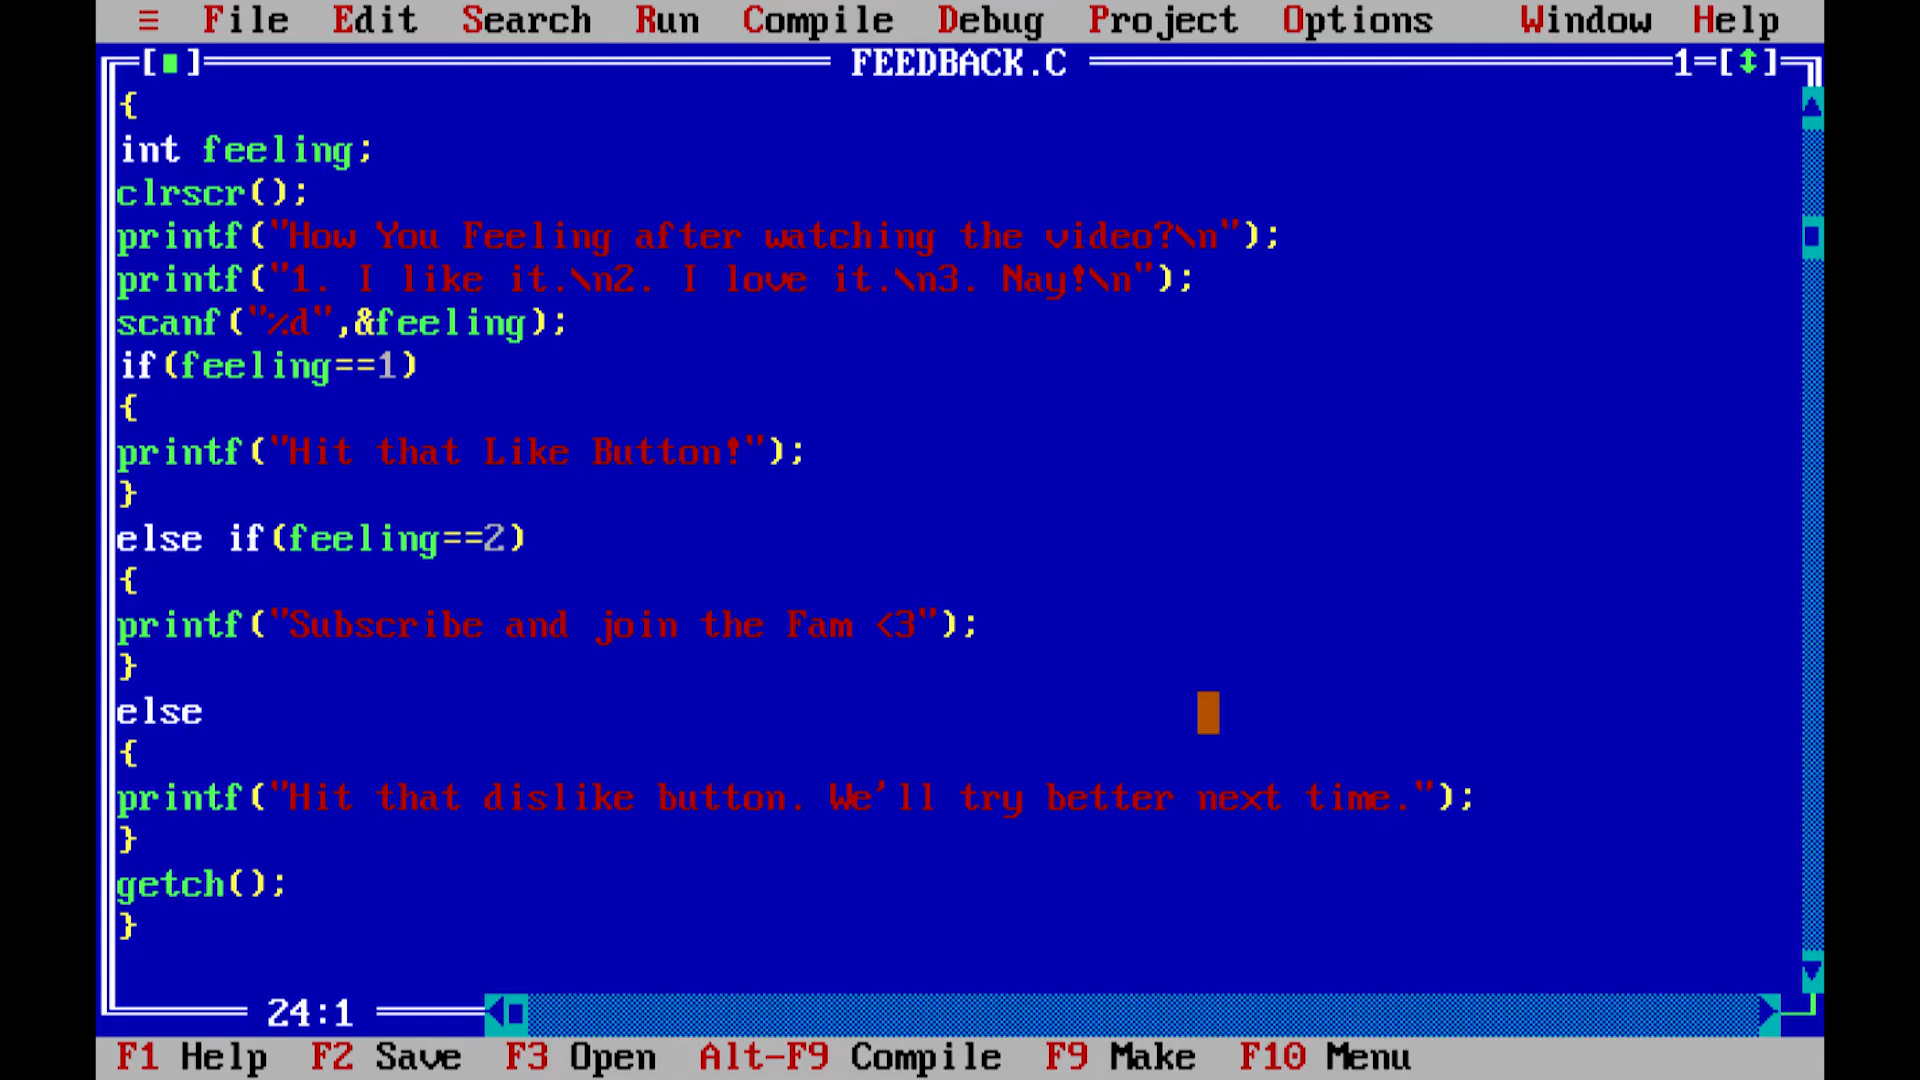 ≡ File Edit Search Run Compile Debug Project Options Window Help
[■] FEEDBACK.C 1=[↕]
{
int feeling;
clrscr();
printf("How You Feeling after watching the video?\n");
printf("1. I like it.\n2. I love it.\n3. Nay!\n");
scanf("%d",&feeling);
if(feeling==1)
{
printf("Hit that Like Button!");
}
else if(feeling==2)
{
printf("Subscribe and join the Fam <3");
}
else
{
printf("Hit that dislike button. We'll try better next time.");
}
getch();
}
24:1
F1 Help F2 Save F3 Open Alt-F9 Compile F9 Make F10 Menu